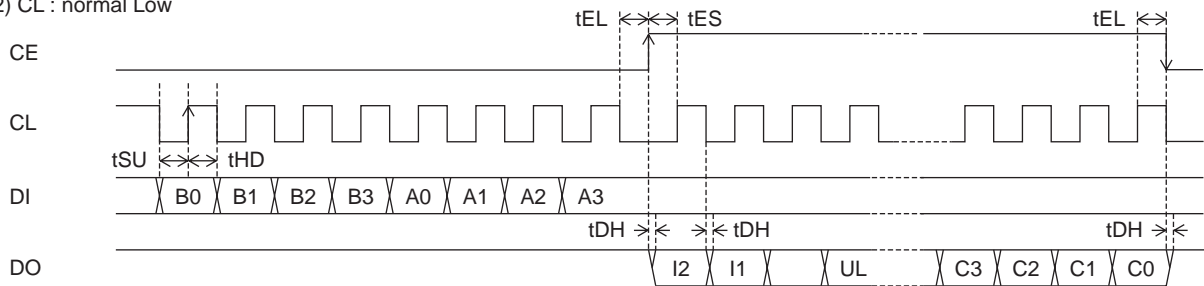 2) CL : normal Low
tEL tES tEL
CE
CL
tSU tHD
DI B0 B1 B2 B3 A0 A1 A2 A3
tDH tDH tDH
DO I2 I1 UL C3 C2 C1 C0